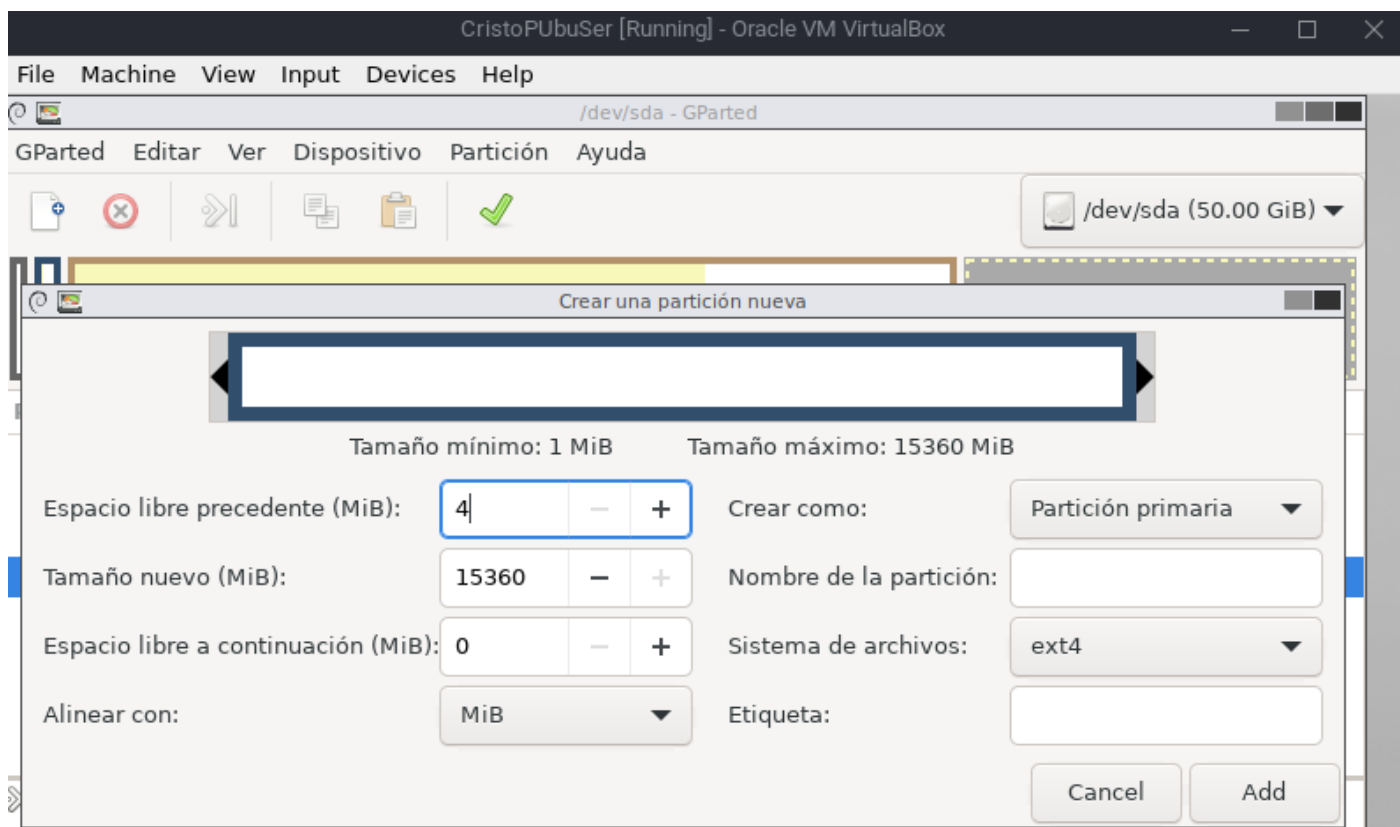 CristoPUbuSer [Running] - Oracle VM VirtualBox
File Machine View Input Devices Help
/dev/sda - GParted
GParted Editar Ver Dispositivo Partición Ayuda
/dev/sda (50.00 GiB)
Crear una partición nueva
Tamaño mínimo: 1 MiB Tamaño máximo: 15360 MiB
Espacio libre precedente (MiB): 4 Crear como: Partición primaria
Tamaño nuevo (MiB): 15360 Nombre de la partición:
Espacio libre a continuación (MiB): 0 Sistema de archivos: ext4
Alinear con: MiB Etiqueta:
Cancel Add